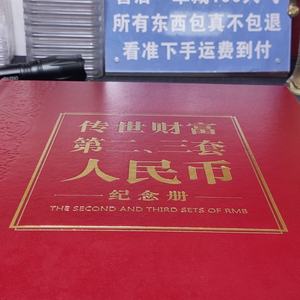 所有东西包真不包退
看准下手运费到付
传世财富
第二、三套
人民币
纪念册
THE SECOND AND THIRD SETS OF RMB